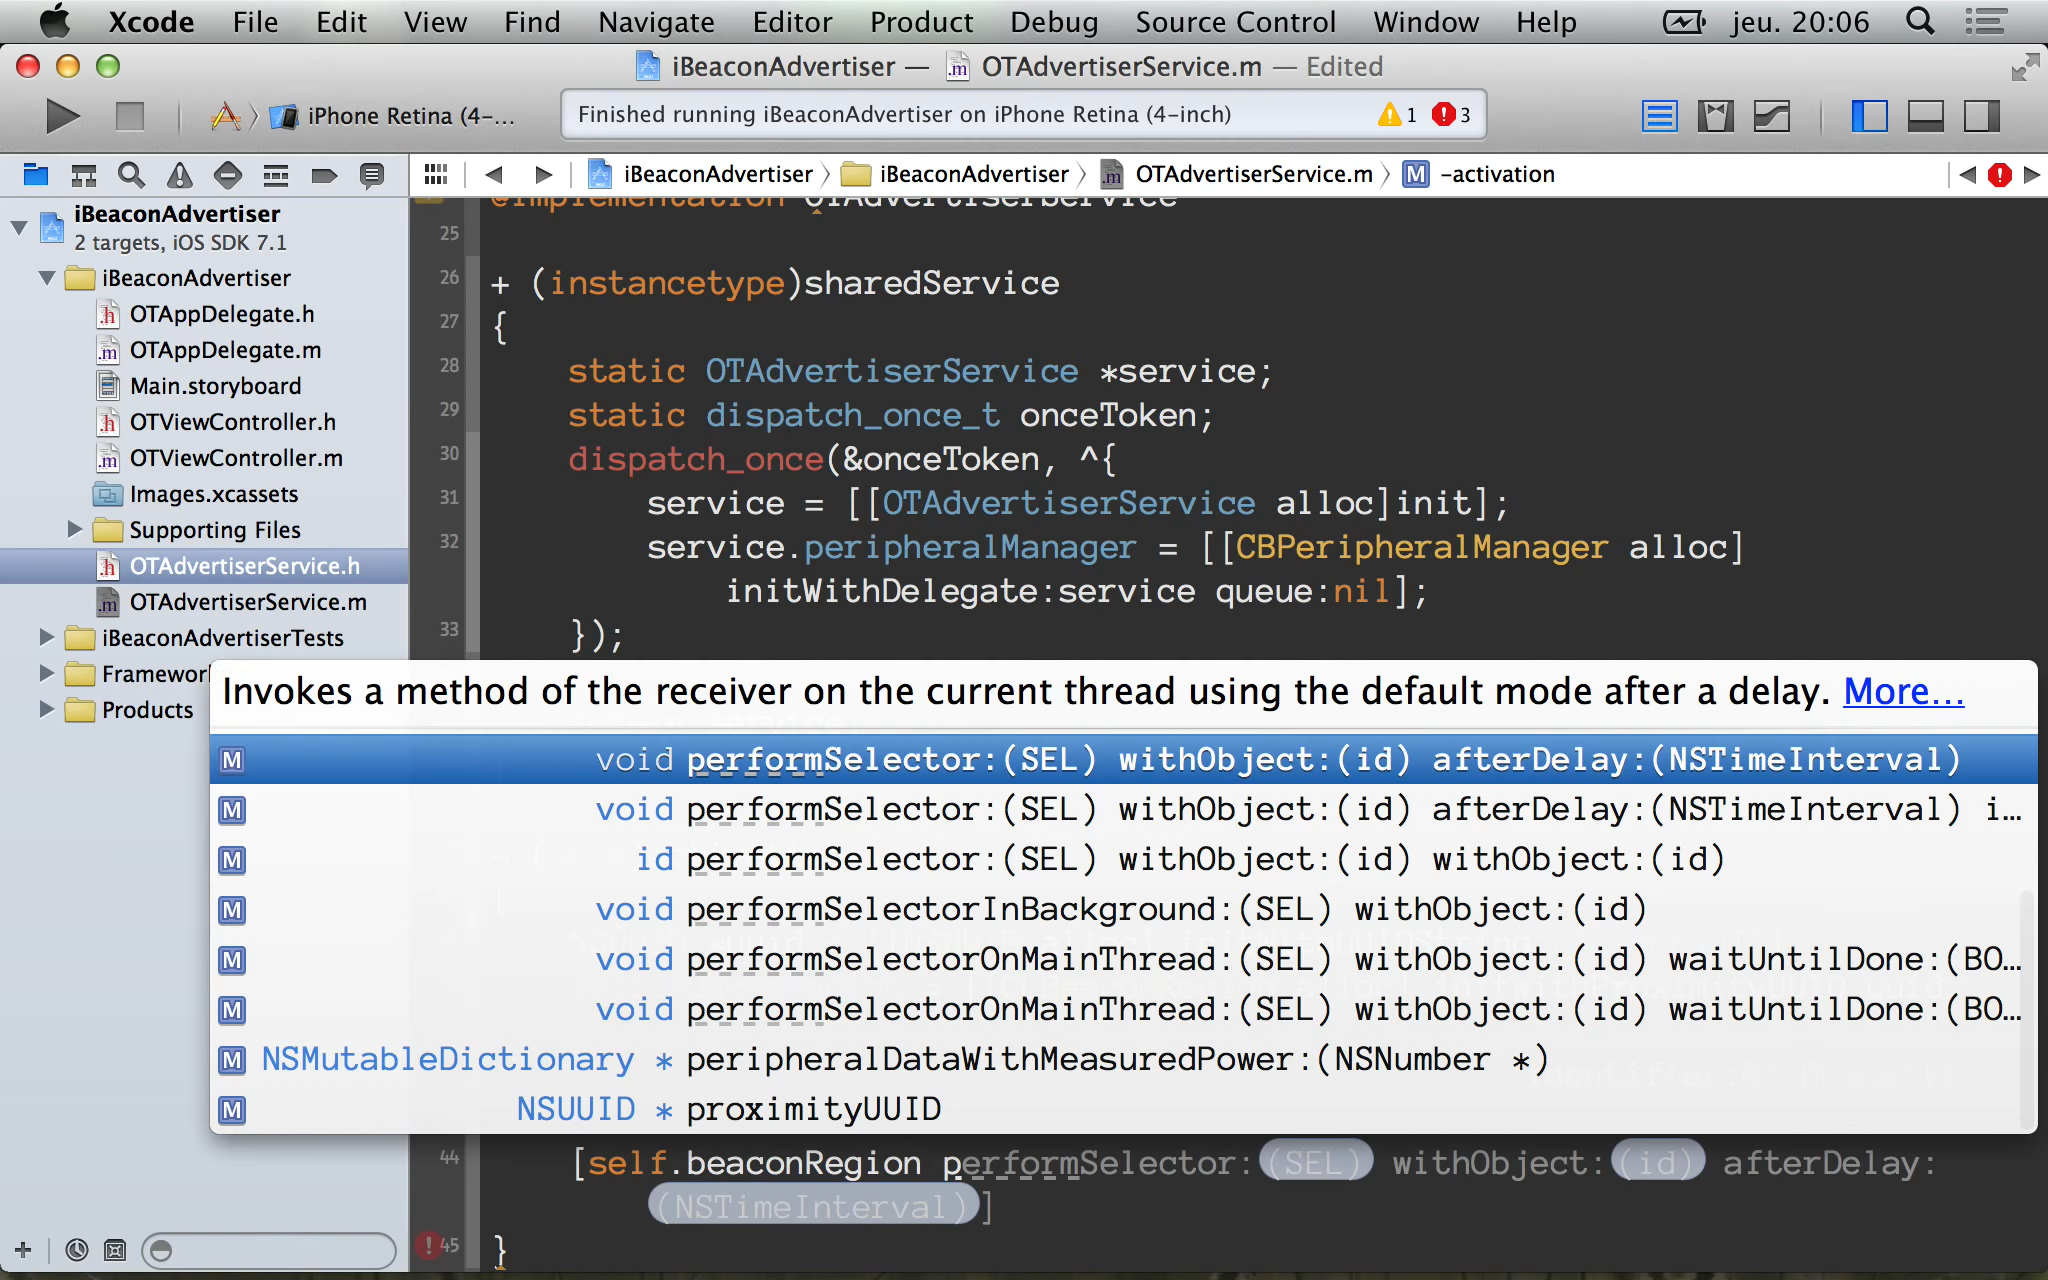 Xcode File Edit View Find Navigate Editor Product Debug Source Control Window Help jeu. 20:06
iBeaconAdvertiser — OTAdvertiserService.m — Edited
iPhone Retina (4-...
Finished running iBeaconAdvertiser on iPhone Retina (4-inch) 1 3
iBeaconAdvertiser iBeaconAdvertiser OTAdvertiserService.m M -activation
iBeaconAdvertiser
2 targets, iOS SDK 7.1
iBeaconAdvertiser
OTAppDelegate.h
OTAppDelegate.m
Main.storyboard
OTViewController.h
OTViewController.m
Images.xcassets
Supporting Files
OTAdvertiserService.h
OTAdvertiserService.m
iBeaconAdvertiserTests
Framewor
Products
@implementation OTAdvertiserService
25
26 + (instancetype)sharedService
27 {
28 static OTAdvertiserService *service;
29 static dispatch_once_t onceToken;
30 dispatch_once(&onceToken, ^{
31 service = [[OTAdvertiserService alloc]init];
32 service.peripheralManager = [[CBPeripheralManager alloc]
initWithDelegate:service queue:nil];
33 });
Invokes a method of the receiver on the current thread using the default mode after a delay. More...
M void performSelector:(SEL) withObject:(id) afterDelay:(NSTimeInterval)
M void performSelector:(SEL) withObject:(id) afterDelay:(NSTimeInterval) i...
M id performSelector:(SEL) withObject:(id) withObject:(id)
M void performSelectorInBackground:(SEL) withObject:(id)
M void performSelectorOnMainThread:(SEL) withObject:(id) waitUntilDone:(BO...
M void performSelectorOnMainThread:(SEL) withObject:(id) waitUntilDone:(BO...
M NSMutableDictionary * peripheralDataWithMeasuredPower:(NSNumber *)
M NSUUID * proximityUUID
44 [self.beaconRegion performSelector:(SEL) withObject:(id) afterDelay:
(NSTimeInterval)]
45 }